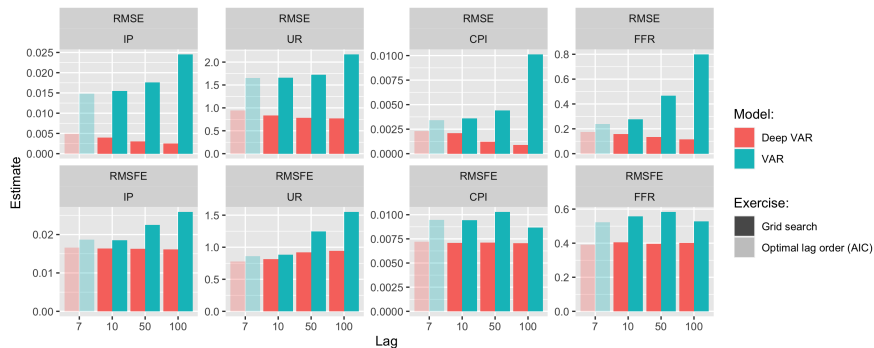 RMSE RMSE RMSE RMSE
IP UR CPI FFR
0.025 2.0 0.0100 0.8
0.020 1.5 0.0075 0.6
0.015 1.0 0.0050 0.4
0.010 0.5 0.0025 0.2
0.005 0.0 0.0000 0.0
0.000
RMSFE RMSFE RMSFE RMSFE
IP UR CPI FFR
0.02 1.5 0.0100 0.6
0.01 1.0 0.0075 0.4
0.00 0.5 0.0050 0.2
0.0 0.0025 0.0
0.0000
7 10 50 100 7 10 50 100 7 10 50 100 7 10 50 100
Lag
Estimate
Model:
Deep VAR
VAR
Exercise:
Grid search
Optimal lag order (AIC)